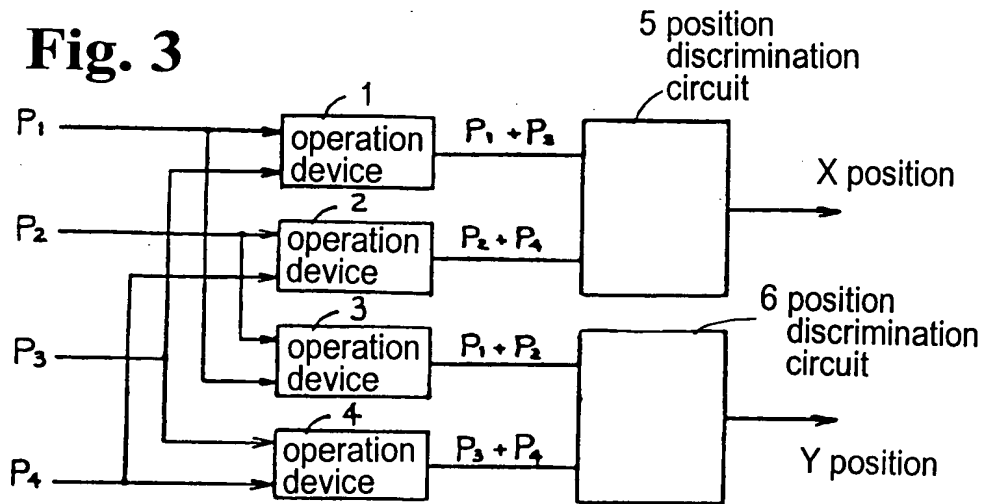 Fig. 3
5 position
discrimination
circuit
P₁
1
operation
device
P₁ + P₃
X position
P₂
2
operation
device
P₂ + P₄
6 position
discrimination
circuit
P₃
3
operation
device
P₁ + P₂
P₄
4
operation
device
P₃ + P₄
Y position